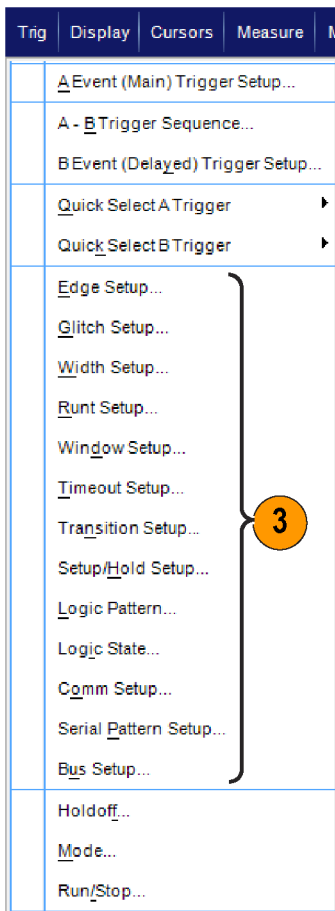 Trig Display Cursors Measure M
A Event (Main) Trigger Setup...
A - B Trigger Sequence...
B Event (Delayed) Trigger Setup...
Quick Select A Trigger
Quick Select B Trigger
Edge Setup...
Glitch Setup...
Width Setup...
Runt Setup...
Window Setup...
Timeout Setup...
Transition Setup...
3
Setup/Hold Setup...
Logic Pattern...
Logic State...
Comm Setup...
Serial Pattern Setup...
Bus Setup...
Holdoff...
Mode...
Run/Stop...